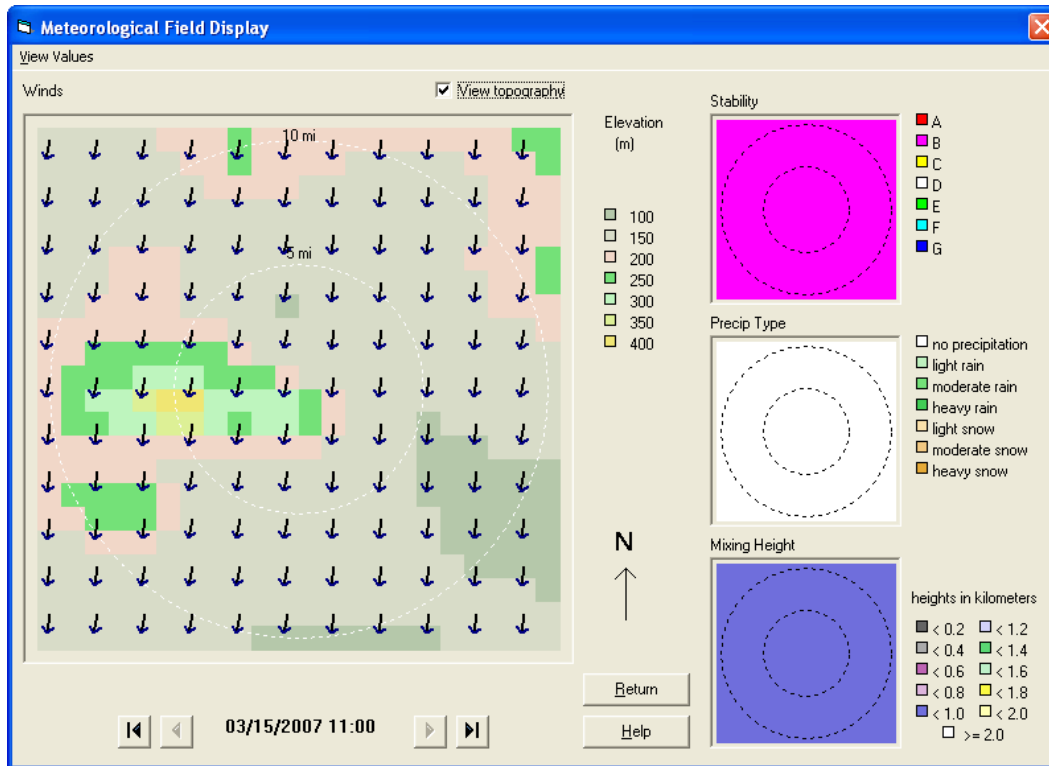 Meteorological Field Display
View Values
Winds
View topography
10 mi
5 mi
Elevation
(m)
100
150
200
250
300
350
400
N
03/15/2007 11:00
Return
Help
Stability
A
B
C
D
E
F
G
Precip Type
no precipitation
light rain
moderate rain
heavy rain
light snow
moderate snow
heavy snow
Mixing Height
heights in kilometers
< 0.2 < 1.2
< 0.4 < 1.4
< 0.6 < 1.6
< 0.8 < 1.8
< 1.0 < 2.0
>= 2.0